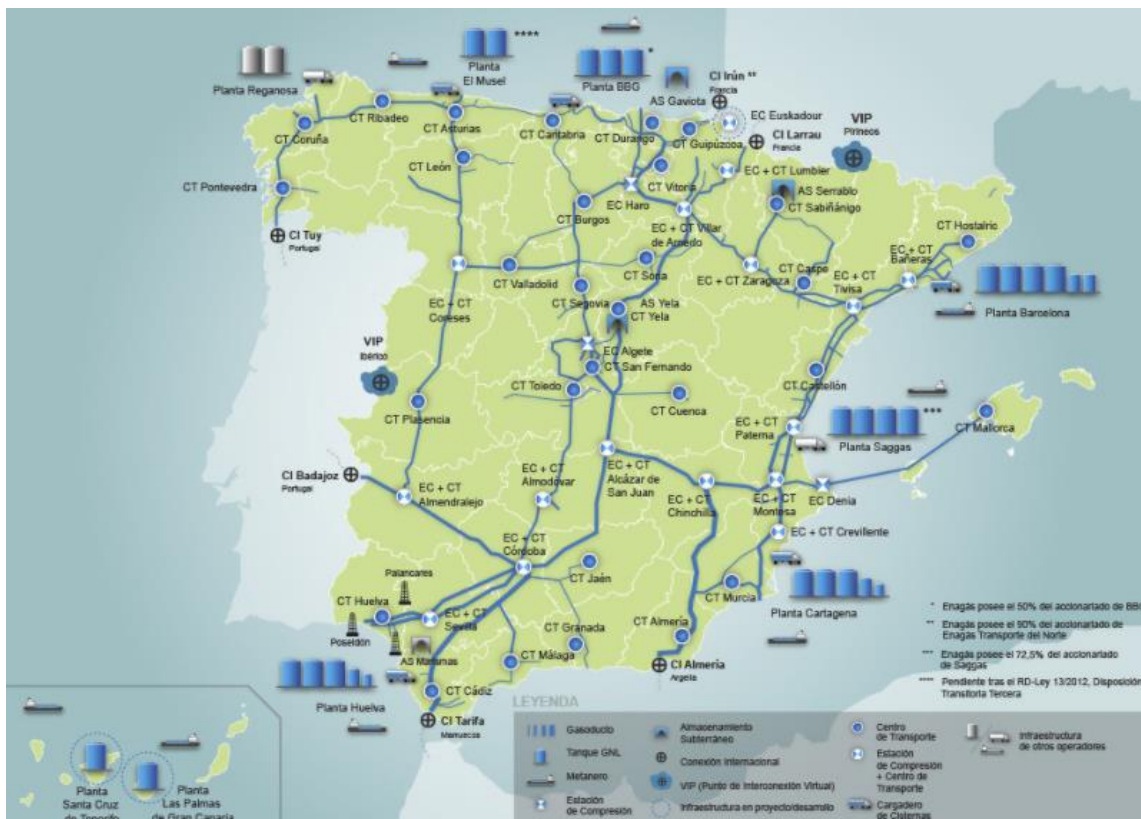 Planta Reganosa
Planta
El Musel
****
Planta BBG
*
AS Gaviota
CI Irún **
Francia
EC Euskadour
CI Larrau
Francia
VIP
Pirineos
CT Coruña
CT Ribadeo
CT Asturias
CT Cantabria
CT Durango
CT Guipúzcoa
CT León
CT Vitoria
EC + CT Lumbier
AS Serrablo
CT Sabiñánigo
CT Pontevedra
CT Burgos
EC Haro
CI Tuy
Portugal
EC + CT Villar
de Arnedo
CT Hostalric
EC + CT
Bañeras
CT Valladolid
CT Soria
EC + CT Zaragoza
CT Caspe
EC + CT
Tivisa
Planta Barcelona
EC + CT
Coreses
CT Segovia
AS Yela
CT Yela
VIP
Ibérico
EC Algete
CT San Fernando
CT Toledo
CT Plasencia
CT Cuenca
CT Castellón
EC + CT
Paterna
Planta Saggas
***
CT Mallorca
CI Badajoz
Portugal
EC + CT
Almendralejo
EC + CT
Almodovar
EC + CT
Alcázar de
San Juan
EC + CT
Chinchilla
EC + CT
Montesa
EC Denia
EC + CT
Córdoba
EC + CT Crevillente
CT Jaén
Palancares
CT Huelva
Poseidón
EC + CT
Sevilla
AS Marismas
CT Granada
CT Málaga
CT Almería
CT Murcia
Planta Cartagena
Planta Huelva
CT Cádiz
CI Tarifa
Marruecos
CI Almería
Argelia
* Enagás posee el 50% del accionariado de BBG
** Enagás posee el 90% del accionariado de
Enagás Transporte del Norte
*** Enagás posee el 72,5% del accionariado
de Saggas
**** Pendiente tras el RD-Ley 13/2012, Disposición
Transitoria Tercera
Planta
Santa Cruz
de Tenerife
Planta
Las Palmas
de Gran Canaria
LEYENDA
Gasoducto
Tanque GNL
Metanero
Estación
de Compresión
Almacenamiento
Subterráneo
Conexión Internacional
VIP (Punto de Interconexión Virtual)
Infraestructura en proyecto/desarrollo
Centro
de Transporte
Estación
de Compresión
+ Centro de
Transporte
Cargadero
de Cisternas
Infraestructura
de otros operadores